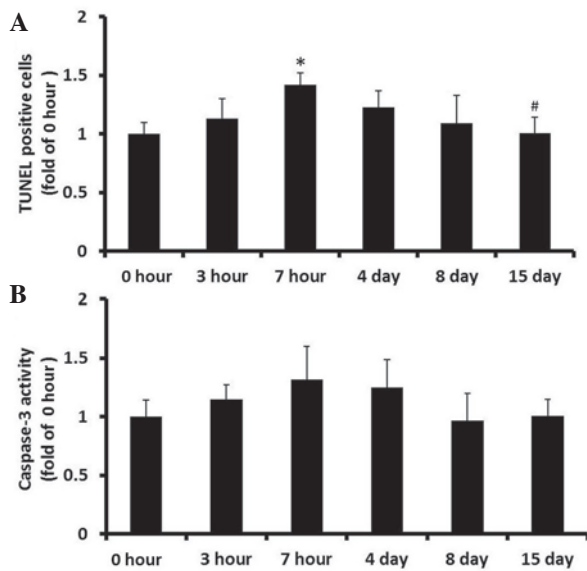 A
TUNEL positive cells
(fold of 0 hour )
2
1.5
1
0.5
0
*
#
0 hour 3 hour 7 hour 4 day 8 day 15 day
B
Caspase-3 activity
(fold of 0 hour )
2
1.5
1
0.5
0
0 hour 3 hour 7 hour 4 day 8 day 15 day